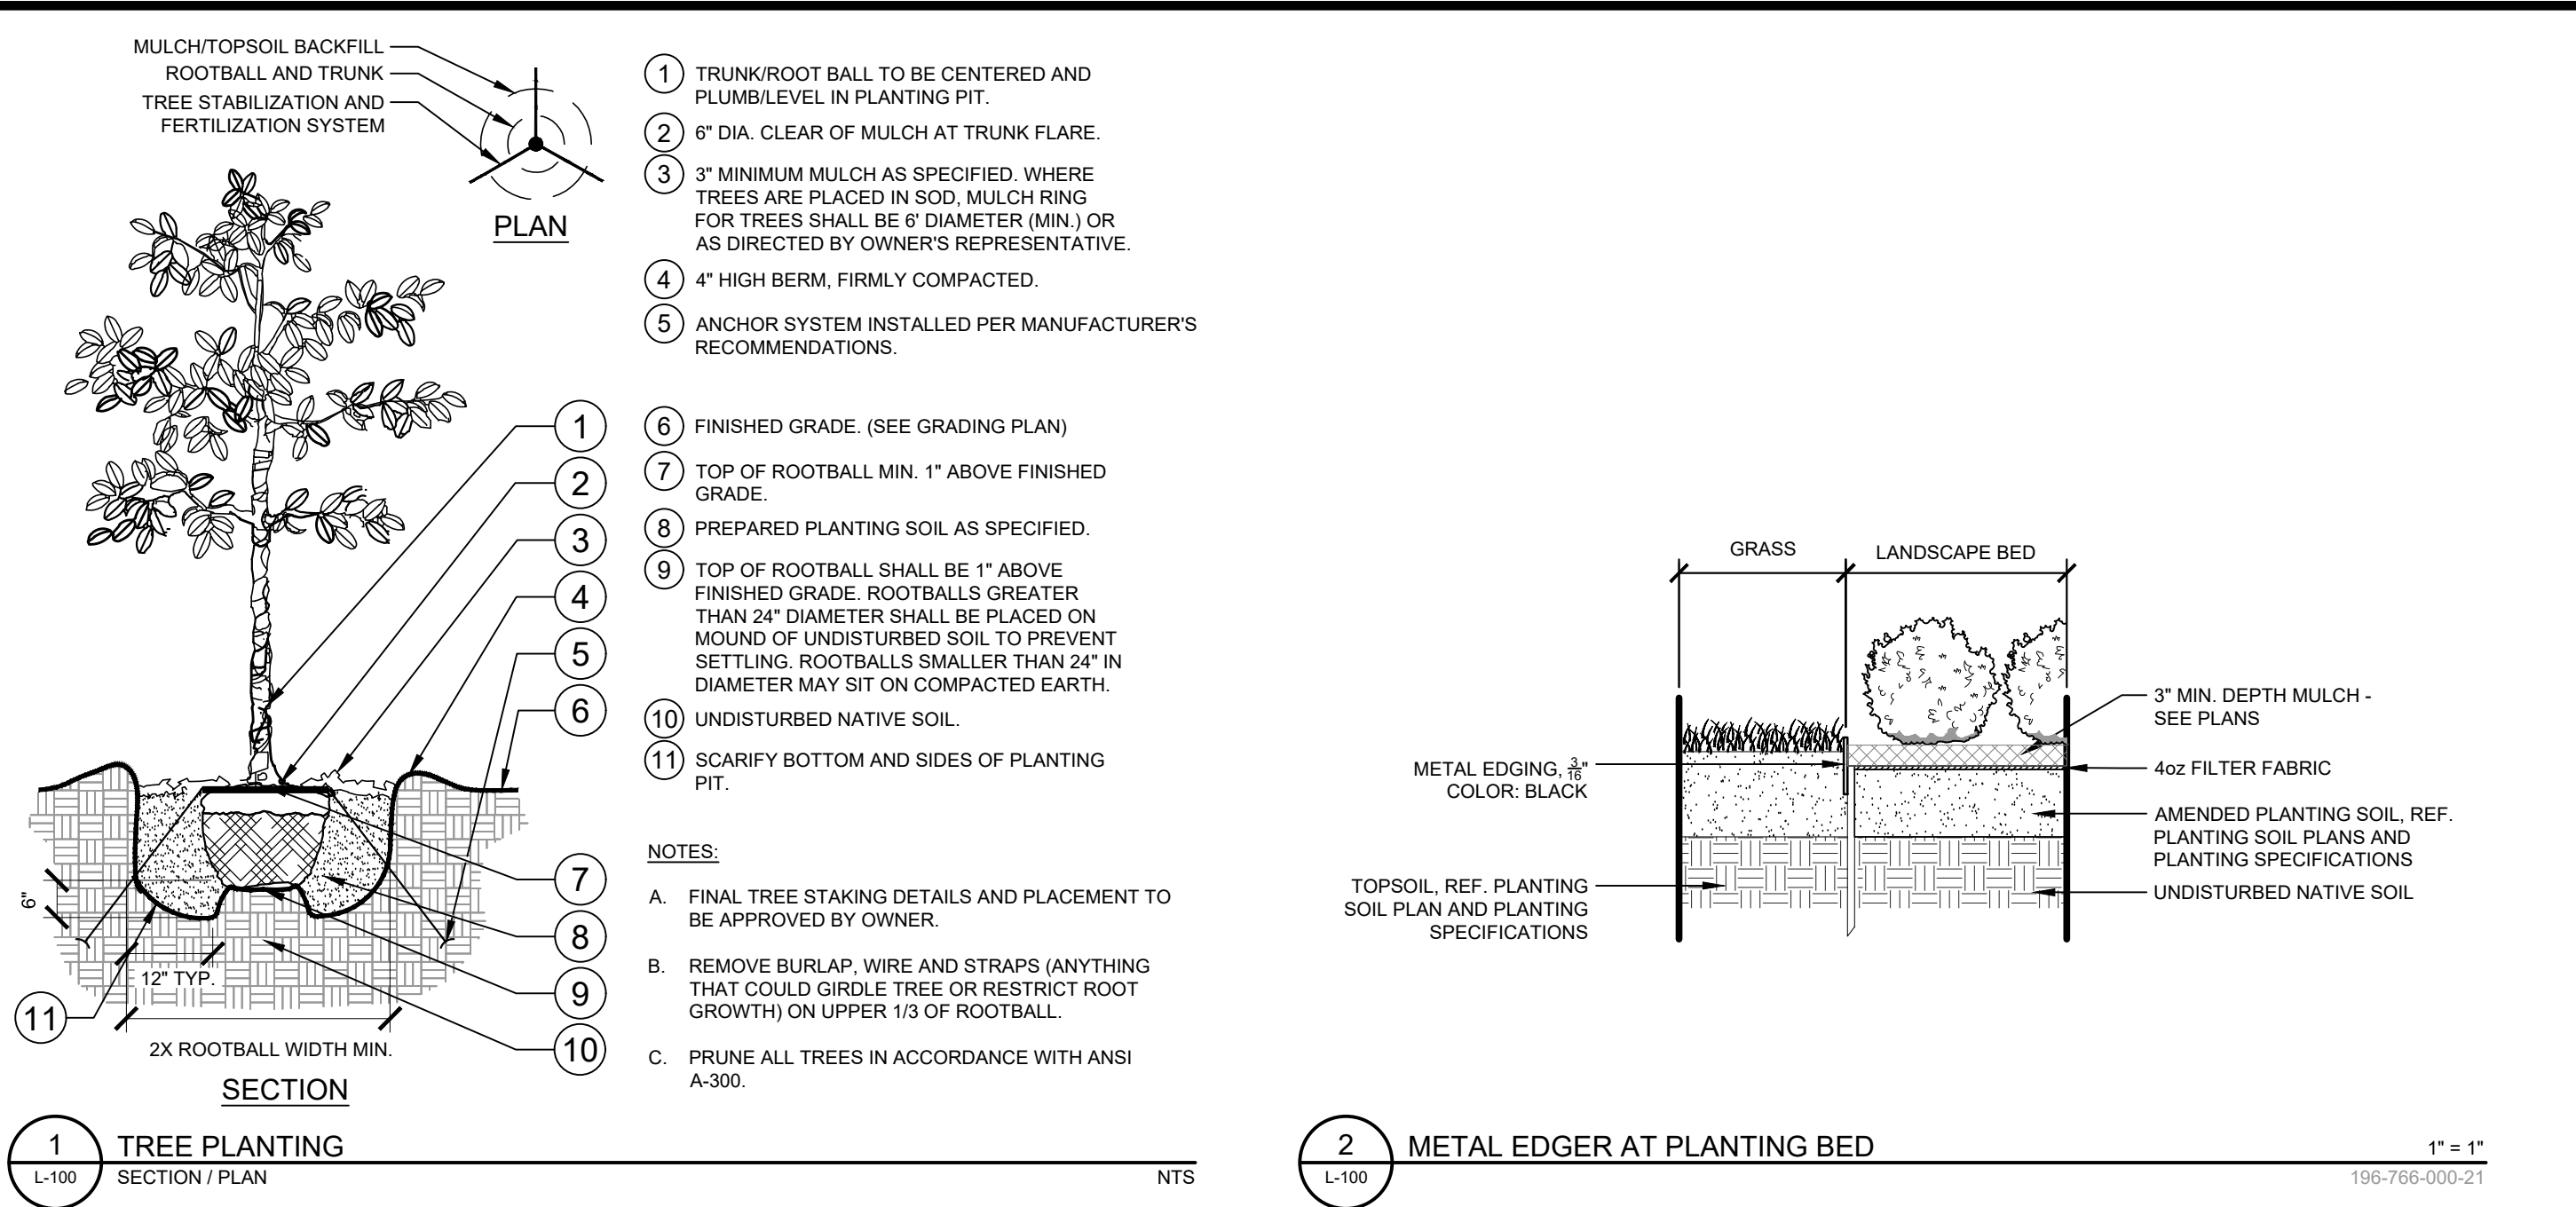 MULCH/TOPSOIL BACKFILL
ROOTBALL AND TRUNK
TREE STABILIZATION AND
FERTILIZATION SYSTEM
PLAN
1 TRUNK/ROOT BALL TO BE CENTERED AND
PLUMB/LEVEL IN PLANTING PIT.
2 6" DIA. CLEAR OF MULCH AT TRUNK FLARE.
3 3" MINIMUM MULCH AS SPECIFIED. WHERE
TREES ARE PLACED IN SOD, MULCH RING
FOR TREES SHALL BE 6' DIAMETER (MIN.) OR
AS DIRECTED BY OWNER'S REPRESENTATIVE.
4 4" HIGH BERM, FIRMLY COMPACTED.
5 ANCHOR SYSTEM INSTALLED PER MANUFACTURER'S
RECOMMENDATIONS.
6 FINISHED GRADE. (SEE GRADING PLAN)
7 TOP OF ROOTBALL MIN. 1" ABOVE FINISHED
GRADE.
8 PREPARED PLANTING SOIL AS SPECIFIED.
9 TOP OF ROOTBALL SHALL BE 1" ABOVE
FINISHED GRADE. ROOTBALLS GREATER
THAN 24" DIAMETER SHALL BE PLACED ON
MOUND OF UNDISTURBED SOIL TO PREVENT
SETTLING. ROOTBALLS SMALLER THAN 24" IN
DIAMETER MAY SIT ON COMPACTED EARTH.
10 UNDISTURBED NATIVE SOIL.
11 SCARIFY BOTTOM AND SIDES OF PLANTING
PIT.
NOTES:
A. FINAL TREE STAKING DETAILS AND PLACEMENT TO
BE APPROVED BY OWNER.
B. REMOVE BURLAP, WIRE AND STRAPS (ANYTHING
THAT COULD GIRDLE TREE OR RESTRICT ROOT
GROWTH) ON UPPER 1/3 OF ROOTBALL.
C. PRUNE ALL TREES IN ACCORDANCE WITH ANSI
A-300.
1
2
3
4
5
6
7
8
9
10
11
6"
12" TYP.
2X ROOTBALL WIDTH MIN.
SECTION
1
L-100
TREE PLANTING
SECTION / PLAN
NTS
GRASS
LANDSCAPE BED
METAL EDGING, 3/16"
COLOR: BLACK
TOPSOIL, REF. PLANTING
SOIL PLAN AND PLANTING
SPECIFICATIONS
3" MIN. DEPTH MULCH -
SEE PLANS
4oz FILTER FABRIC
AMENDED PLANTING SOIL, REF.
PLANTING SOIL PLANS AND
PLANTING SPECIFICATIONS
UNDISTURBED NATIVE SOIL
2
L-100
METAL EDGER AT PLANTING BED
1" = 1"
196-766-000-21